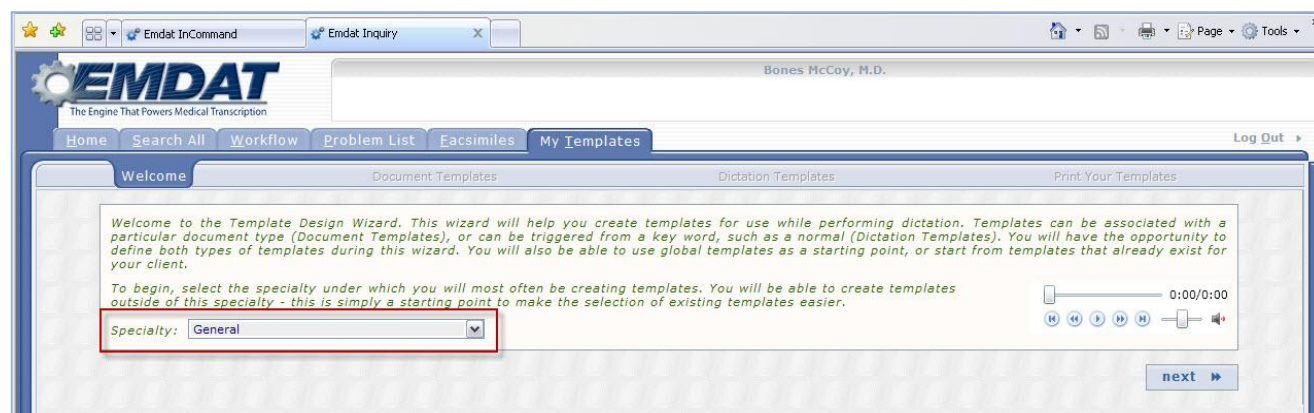 Emdat InCommand
Emdat Inquiry
X
Page
Tools
EMDAT
The Engine That Powers Medical Transcription
Bones McCoy, M.D.
Home Search All Workflow Problem List Facsimiles My Templates
Log Out
Welcome Document Templates Dictation Templates Print Your Templates
Welcome to the Template Design Wizard. This wizard will help you create templates for use while performing dictation. Templates can be associated with a
particular document type (Document Templates), or can be triggered from a key word, such as a normal (Dictation Templates). You will have the opportunity to
define both types of templates during this wizard. You will also be able to use global templates as a starting point, or start from templates that already exist for
your client.
To begin, select the specialty under which you will most often be creating templates. You will be able to create templates
outside of this specialty - this is simply a starting point to make the selection of existing templates easier.
0:00/0:00
Specialty: General
next